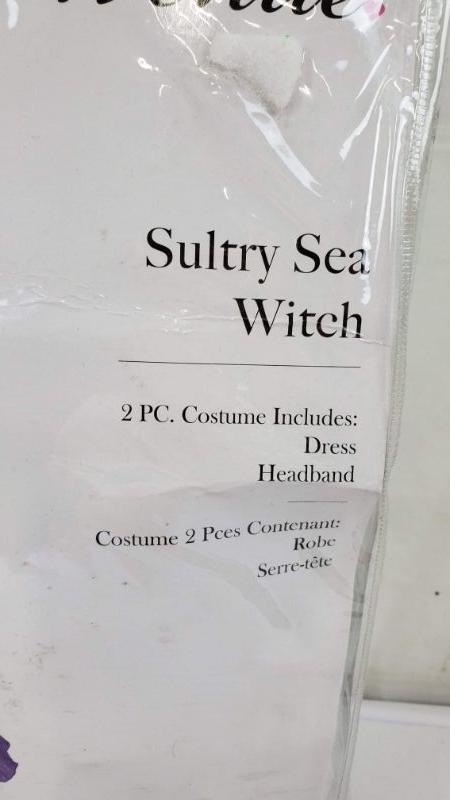 Sultry Sea
Witch
2 PC. Costume Includes:
Dress
Headband
Costume 2 Pces Contenant:
Robe
Serre-tête